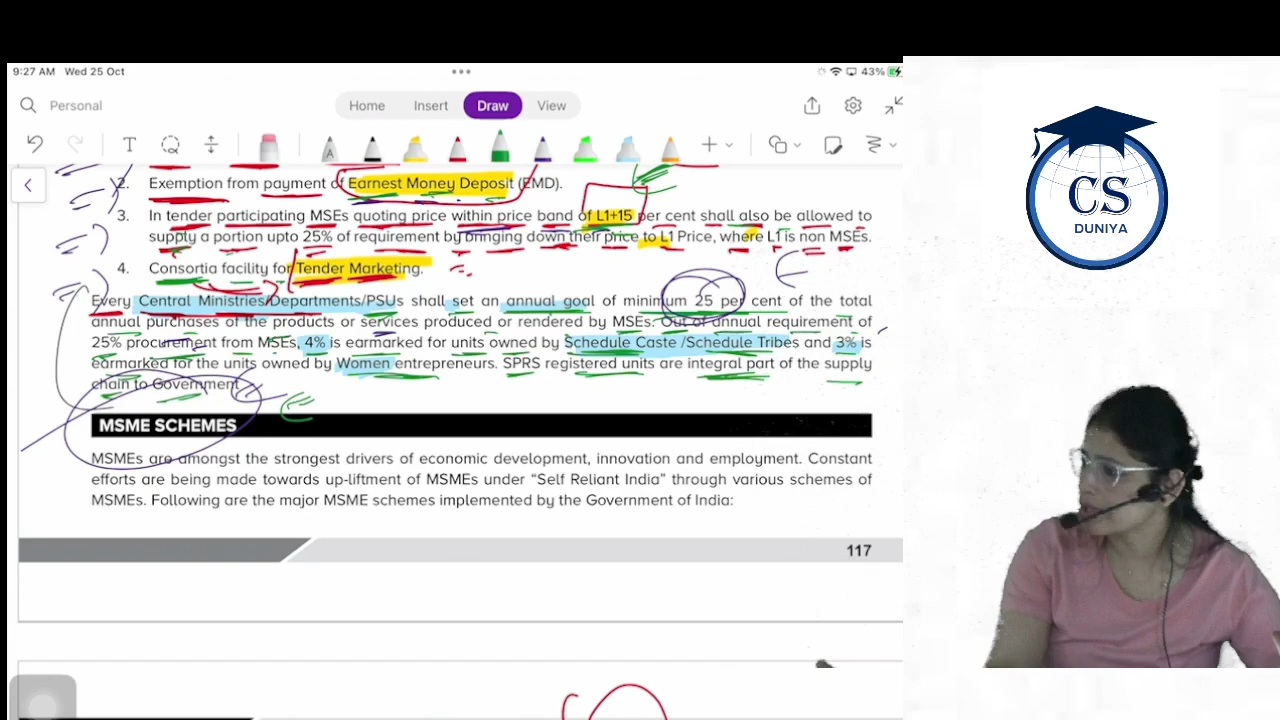 9:27 AM Wed 25 Oct
43%
Personal
Home Insert Draw View
2. Exemption from payment of Earnest Money Deposit (EMD).
3. In tender participating MSEs quoting price within price band of L1+15 per cent shall also be allowed to
supply a portion upto 25% of requirement by bringing down their price to L1 Price, where L1 is non MSEs.
4. Consortia facility for Tender Marketing.
Every Central Ministries/Departments/PSUs shall set an annual goal of minimum 25 per cent of the total
annual purchases of the products or services produced or rendered by MSEs. Out of annual requirement of
25% procurement from MSEs, 4% is earmarked for units owned by Schedule Caste /Schedule Tribes and 3% is
earmarked for the units owned by Women entrepreneurs. SPRS registered units are integral part of the supply
chain to Government
MSME SCHEMES
MSMEs are amongst the strongest drivers of economic development, innovation and employment. Constant
efforts are being made towards up-liftment of MSMEs under “Self Reliant India” through various schemes of
MSMEs. Following are the major MSME schemes implemented by the Government of India:
117
CS
DUNIYA